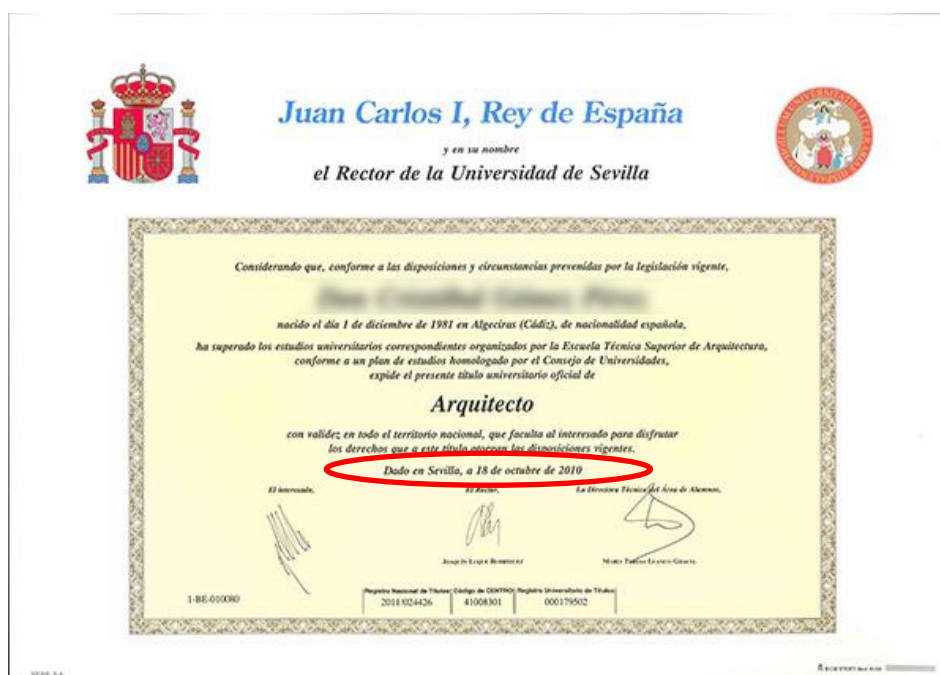 Juan Carlos I, Rey de España
y en su nombre
el Rector de la Universidad de Sevilla
Considerando que, conforme a las disposiciones y circunstancias prevenidas por la legislación vigente,
nacido el día 1 de diciembre de 1981 en Algeciras (Cádiz), de nacionalidad española,
ha superado los estudios universitarios correspondientes organizados por la Escuela Técnica Superior de Arquitectura,
conforme a un plan de estudios homologado por el Consejo de Universidades,
expide el presente título universitario oficial de
Arquitecto
con validez en todo el territorio nacional, que faculta al interesado para disfrutar
los derechos que a este título otorgan las disposiciones vigentes.
Dado en Sevilla, a 18 de octubre de 2010
El interesado, El Rector, La Directora Técnica del Área de Alumnos,
Joaquín Luque Rodríguez María Teresa
1-BE-010080
Registro Nacional de Títulos Código de CENTRO Registro Universitario de Títulos
2011/024426 41008301 000179502